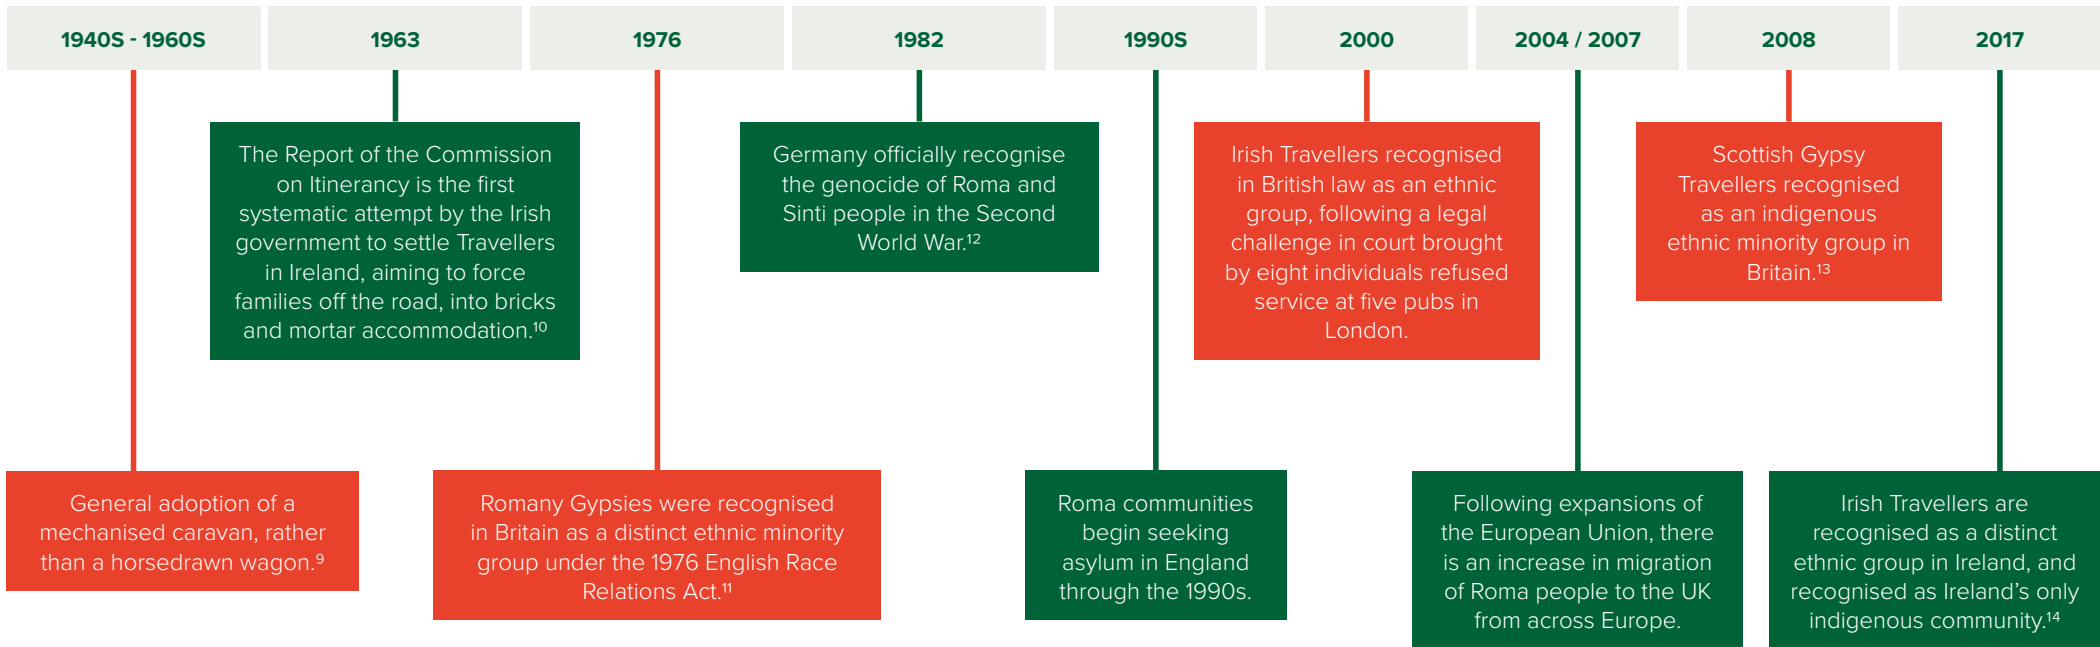 1940S - 1960S
1963
1976
1982
1990S
2000
2004 / 2007
2008
2017
The Report of the Commission
on Itinerancy is the first
systematic attempt by the Irish
government to settle Travellers
in Ireland, aiming to force
families off the road, into bricks
and mortar accommodation.¹⁰
Germany officially recognise
the genocide of Roma and
Sinti people in the Second
World War.¹²
Irish Travellers recognised
in British law as an ethnic
group, following a legal
challenge in court brought
by eight individuals refused
service at five pubs in
London.
Scottish Gypsy
Travellers recognised
as an indigenous
ethnic minority group in
Britain.¹³
General adoption of a
mechanised caravan, rather
than a horsedrawn wagon.⁹
Romany Gypsies were recognised
in Britain as a distinct ethnic minority
group under the 1976 English Race
Relations Act.¹¹
Roma communities
begin seeking
asylum in England
through the 1990s.
Following expansions of
the European Union, there
is an increase in migration
of Roma people to the UK
from across Europe.
Irish Travellers are
recognised as a distinct
ethnic group in Ireland, and
recognised as Ireland’s only
indigenous community.¹⁴